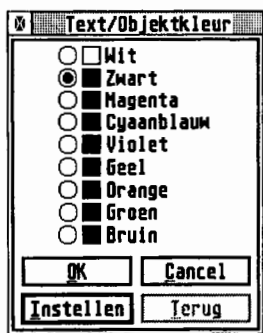 Text/Objektkleur
Wit
Zwart
Magenta
Cyaanblauw
Violet
Geel
Orange
Groen
Bruin
OK Cancel
Instellen Terug